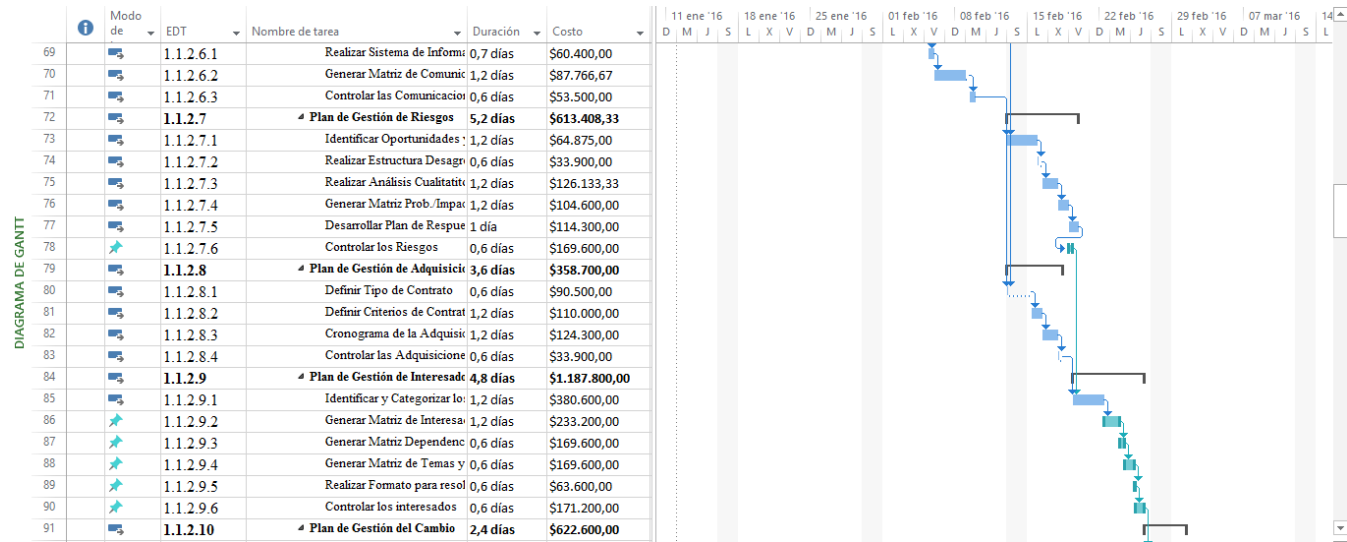 DIAGRAMA DE GANTT
Modo de EDT Nombre de tarea Duración Costo
11 ene '16 18 ene '16 25 ene '16 01 feb '16 08 feb '16 15 feb '16 22 feb '16 29 feb '16 07 mar '16 14
D M J S L X V D M J S L X V D M J S L X V D M J S L X V D M J S L
69 1.1.2.6.1 Realizar Sistema de Informa 0,7 días $60.400,00
70 1.1.2.6.2 Generar Matriz de Comunic 1,2 días $87.766,67
71 1.1.2.6.3 Controlar las Comunicacion 0,6 días $53.500,00
72 1.1.2.7 Plan de Gestión de Riesgos 5,2 días $613.408,33
73 1.1.2.7.1 Identificar Oportunidades y 1,2 días $64.875,00
74 1.1.2.7.2 Realizar Estructura Desagre 0,6 días $33.900,00
75 1.1.2.7.3 Realizar Análisis Cualitatito 1,2 días $126.133,33
76 1.1.2.7.4 Generar Matriz Prob./Impac 1,2 días $104.600,00
77 1.1.2.7.5 Desarrollar Plan de Respue 1 día $114.300,00
78 1.1.2.7.6 Controlar los Riesgos 0,6 días $169.600,00
79 1.1.2.8 Plan de Gestión de Adquisicio 3,6 días $358.700,00
80 1.1.2.8.1 Definir Tipo de Contrato 0,6 días $90.500,00
81 1.1.2.8.2 Definir Criterios de Contrat 1,2 días $110.000,00
82 1.1.2.8.3 Cronograma de la Adquisic 1,2 días $124.300,00
83 1.1.2.8.4 Controlar las Adquisicione 0,6 días $33.900,00
84 1.1.2.9 Plan de Gestión de Interesado 4,8 días $1.187.800,00
85 1.1.2.9.1 Identificar y Categorizar los 1,2 días $380.600,00
86 1.1.2.9.2 Generar Matriz de Interesa 1,2 días $233.200,00
87 1.1.2.9.3 Generar Matriz Dependenc 0,6 días $169.600,00
88 1.1.2.9.4 Generar Matriz de Temas y 0,6 días $169.600,00
89 1.1.2.9.5 Realizar Formato para resol 0,6 días $63.600,00
90 1.1.2.9.6 Controlar los interesados 0,6 días $171.200,00
91 1.1.2.10 Plan de Gestión del Cambio 2,4 días $622.600,00